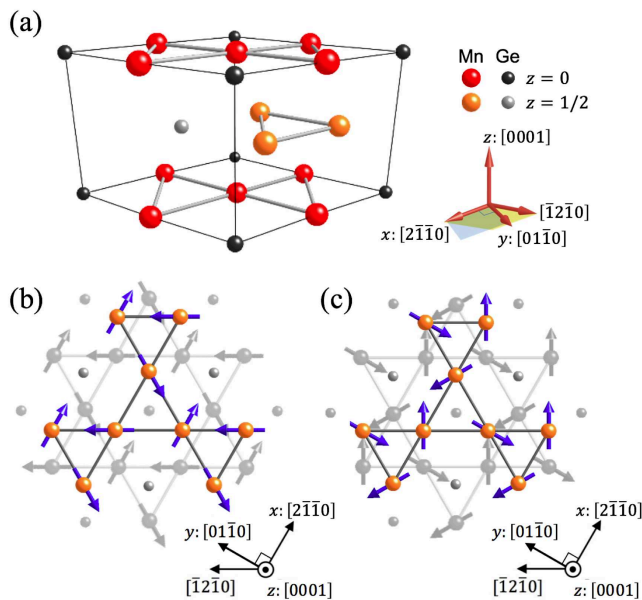 (a)
Mn Ge
z = 0
z = 1/2
z: [0001]
[1̅21̅0]
x: [21̅1̅0]
y: [011̅0]
(b)
(c)
x: [21̅1̅0]
y: [011̅0]
[1̅21̅0]
z: [0001]
x: [21̅1̅0]
y: [011̅0]
[1̅21̅0]
z: [0001]